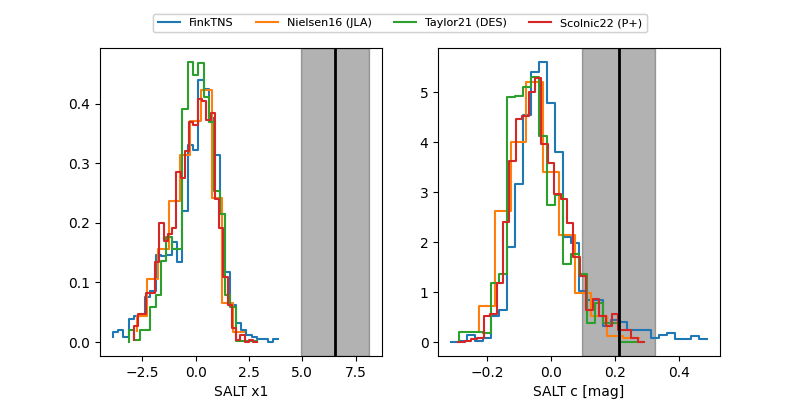 FinkTNS Nielsen16 (JLA) Taylor21 (DES) Scolnic22 (P+)
0.4
0.3
0.2
0.1
0.0
−2.5 0.0 2.5 5.0 7.5
SALT x1
5
4
3
2
1
0
−0.2 0.0 0.2 0.4
SALT c [mag]